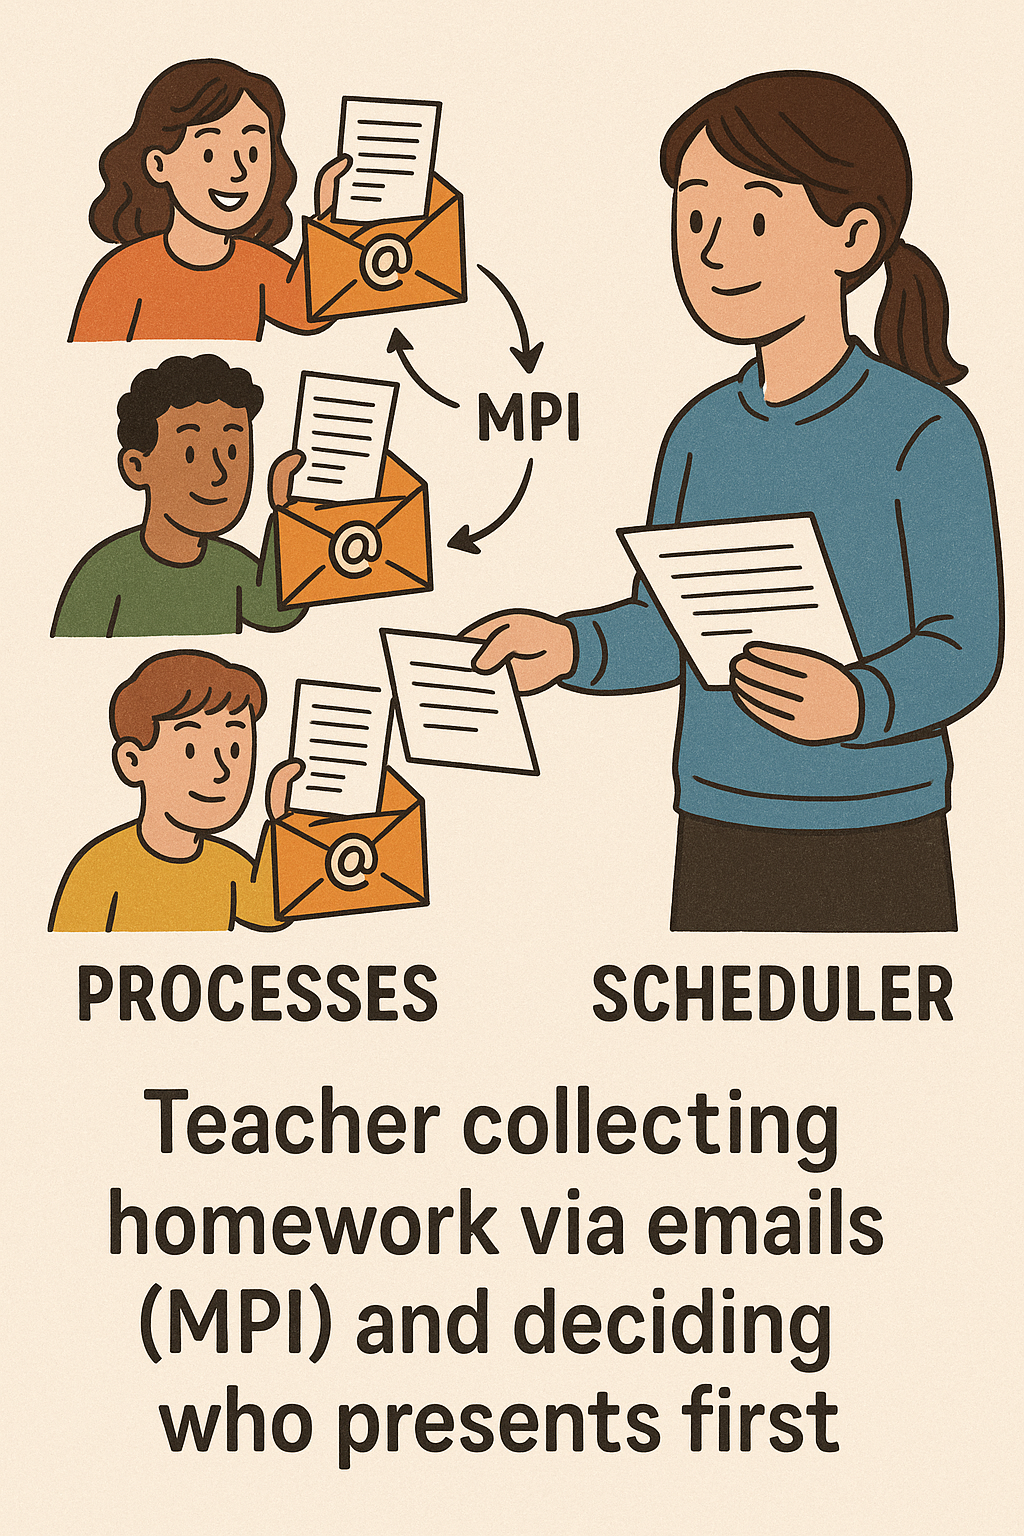 @
MPI
@
@
PROCESSES
SCHEDULER
Teacher collecting
homework via emails
(MPI) and deciding
who presents first